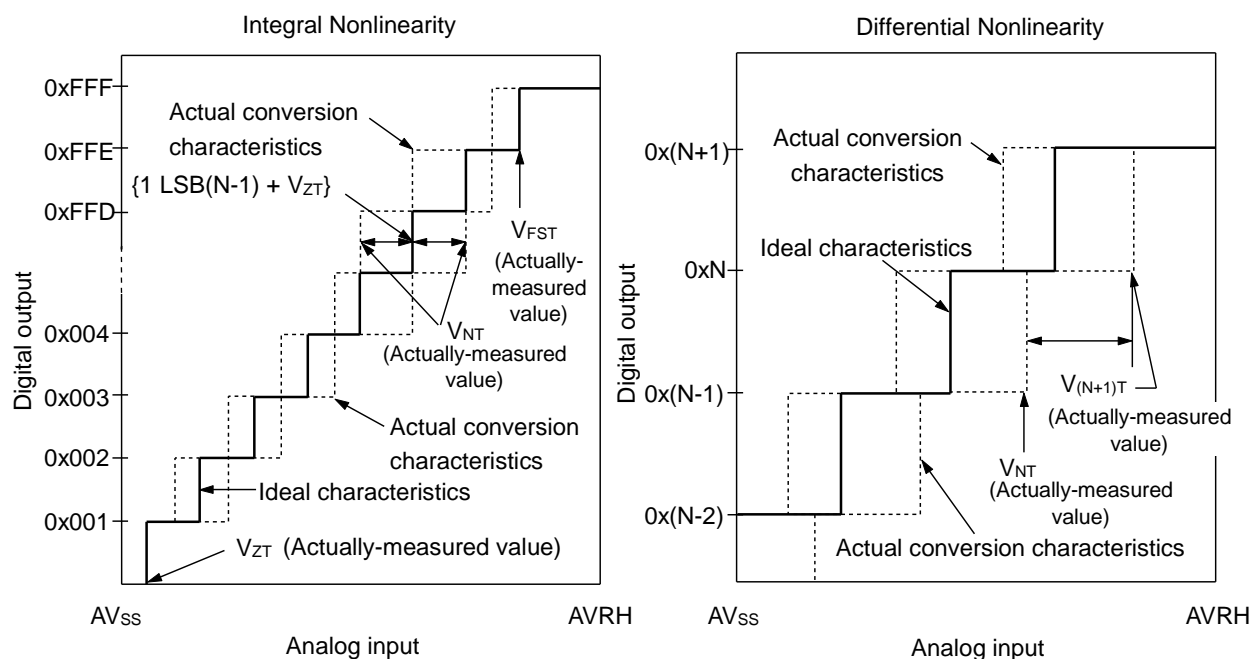 Integral Nonlinearity
Digital output
0xFFF
0xFFE
0xFFD
0x004
0x003
0x002
0x001
Actual conversion
characteristics
{1 LSB(N-1) + VZT}
VFST
(Actually-
measured
value)
VNT
(Actually-measured
value)
Actual conversion
characteristics
Ideal characteristics
VZT (Actually-measured value)
AVSS
AVRH
Analog input
Differential Nonlinearity
Digital output
0x(N+1)
0xN
0x(N-1)
0x(N-2)
Actual conversion
characteristics
Ideal characteristics
V(N+1)T
(Actually-measured
value)
VNT
(Actually-measured
value)
Actual conversion characteristics
AVSS
AVRH
Analog input